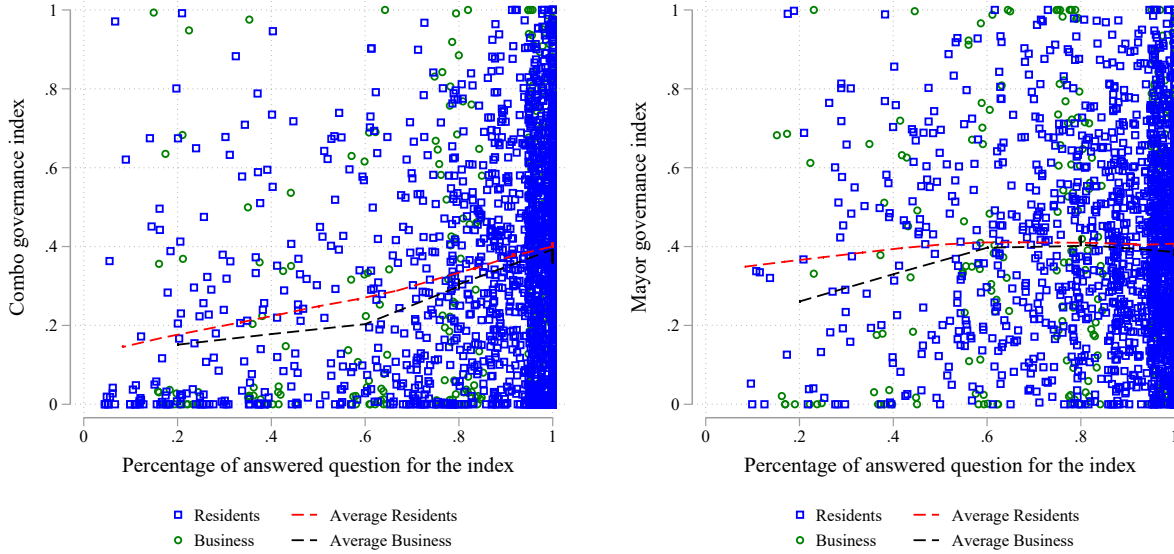 Combo governance index
1
.8
.6
.4
.2
0
0 .2 .4 .6 .8 1
Percentage of answered question for the index
Residents Average Residents
Business Average Business
Mayor governance index
1
.8
.6
.4
.2
0
0 .2 .4 .6 .8 1
Percentage of answered question for the index
Residents Average Residents
Business Average Business